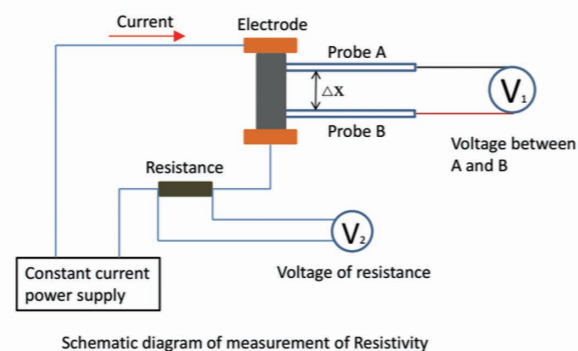 Current
Electrode
Probe A
△X
V₁
Probe B
Voltage between
A and B
Resistance
V₂
Voltage of resistance
Constant current
power supply
Schematic diagram of measurement of Resistivity